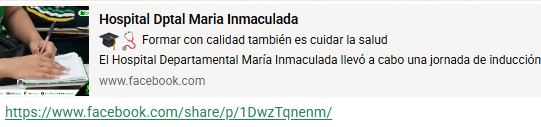 Hospital Dptal Maria Inmaculada
🎓🩺 Formar con calidad también es cuidar la salud
El Hospital Departamental María Inmaculada llevó a cabo una jornada de inducción
www.facebook.com
https://www.facebook.com/share/p/1DwzTqnenm/